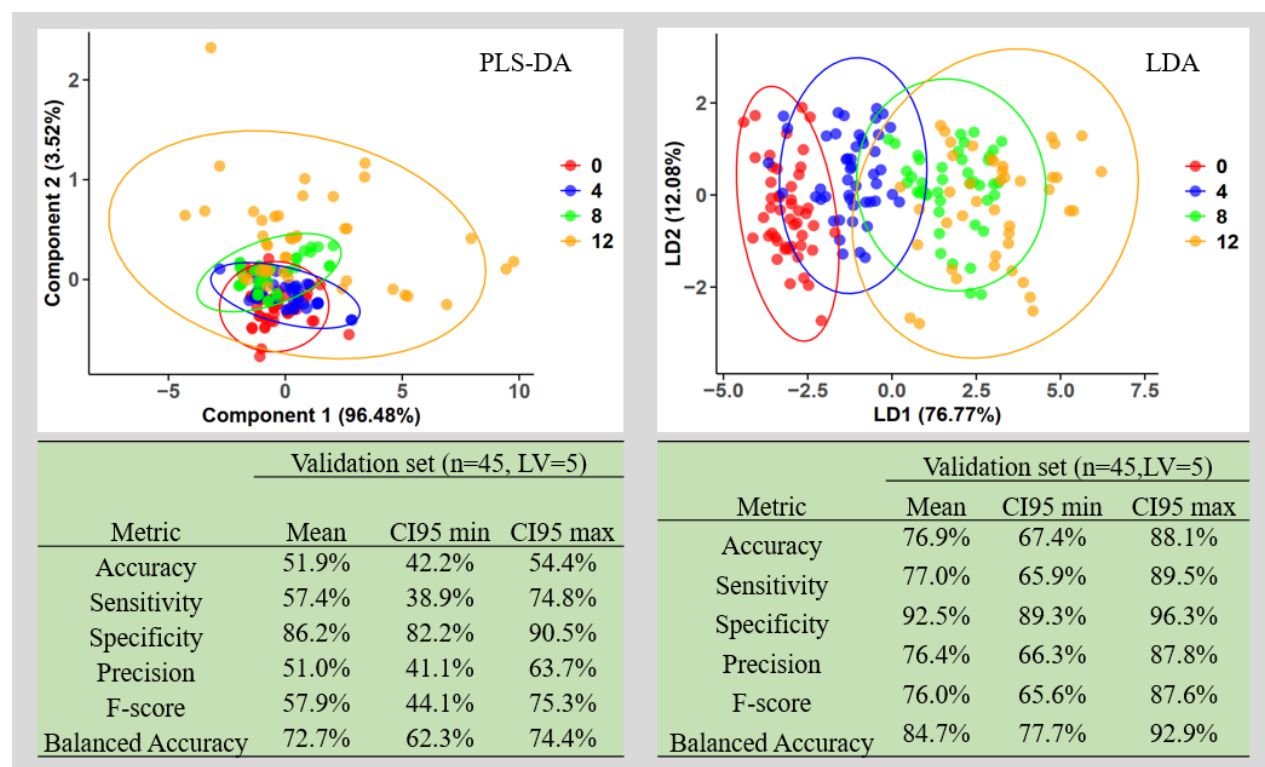 PLS-DA
Component 2 (3.52%)
2
1
0
−5
0
5
10
Component 1 (96.48%)
0
4
8
12
LDA
LD2 (12.08%)
2
0
−2
−5.0
−2.5
0.0
2.5
5.0
7.5
LD1 (76.77%)
0
4
8
12
Validation set (n=45, LV=5)
Metric Mean CI95 min CI95 max
Accuracy 51.9% 42.2% 54.4%
Sensitivity 57.4% 38.9% 74.8%
Specificity 86.2% 82.2% 90.5%
Precision 51.0% 41.1% 63.7%
F-score 57.9% 44.1% 75.3%
Balanced Accuracy 72.7% 62.3% 74.4%
Validation set (n=45,LV=5)
Metric Mean CI95 min CI95 max
Accuracy 76.9% 67.4% 88.1%
Sensitivity 77.0% 65.9% 89.5%
Specificity 92.5% 89.3% 96.3%
Precision 76.4% 66.3% 87.8%
F-score 76.0% 65.6% 87.6%
Balanced Accuracy 84.7% 77.7% 92.9%